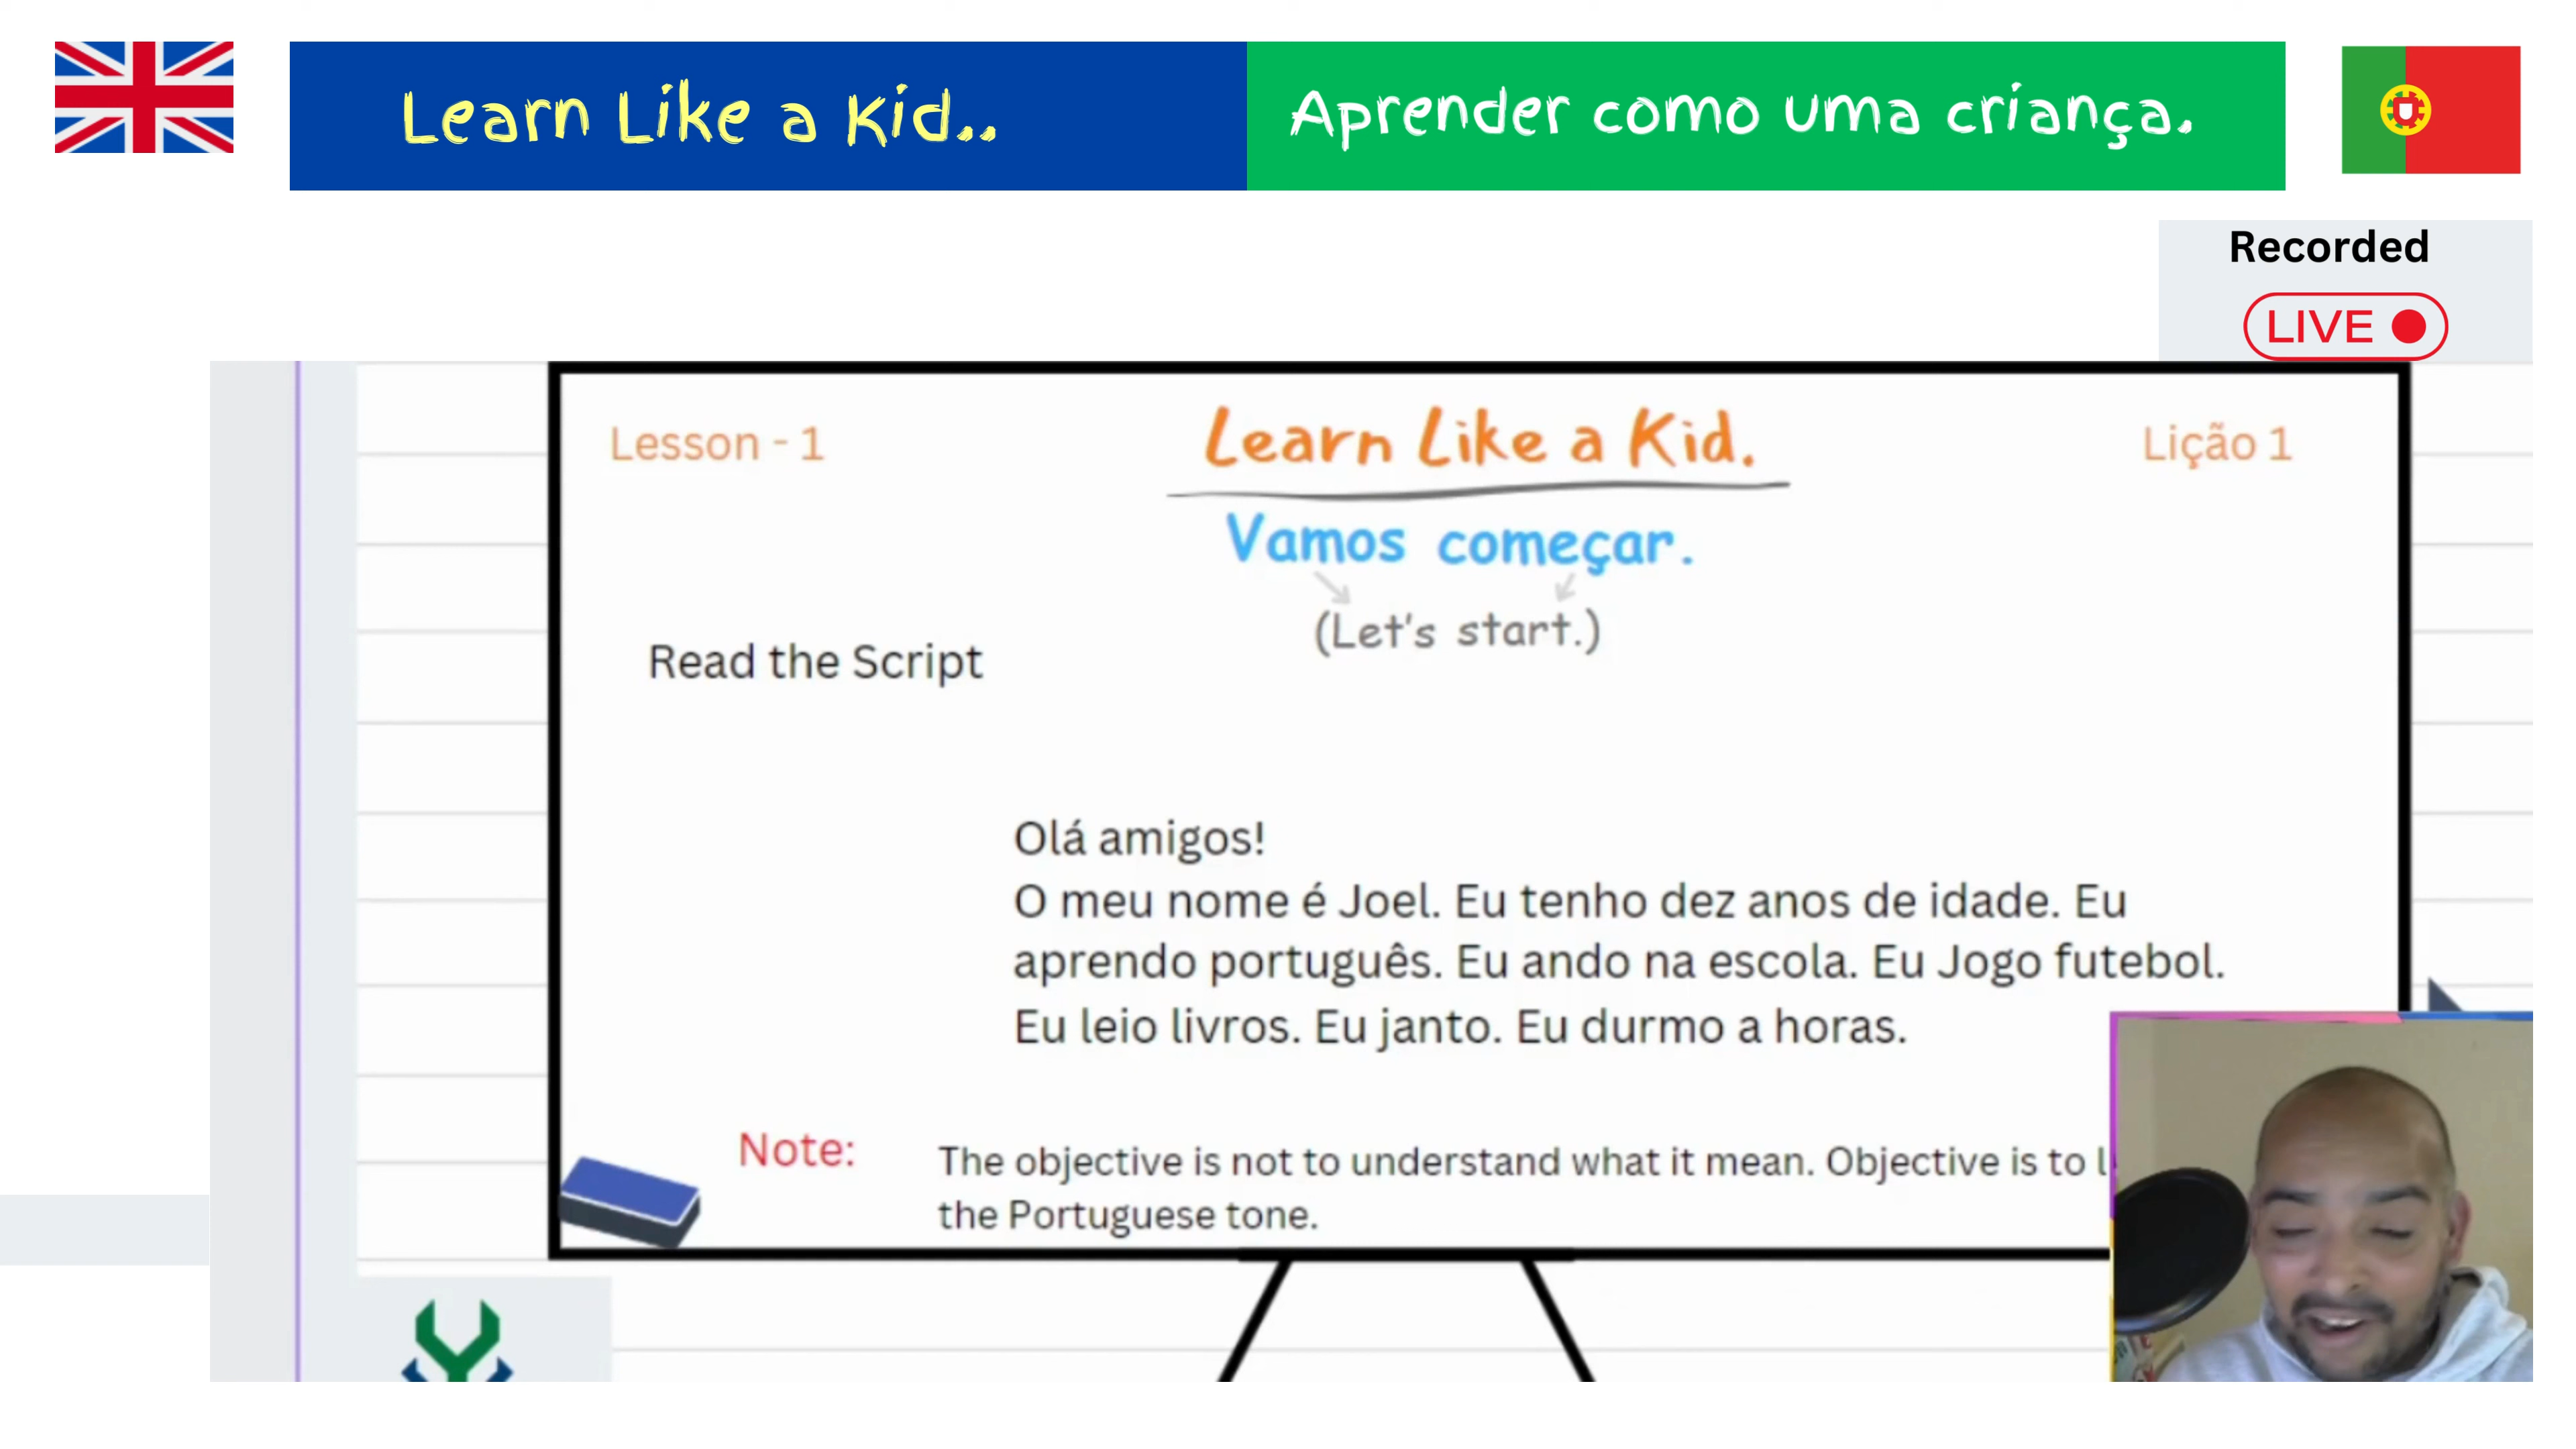 Learn Like a Kid..
Aprender como uma criança.
Recorded
LIVE
Lesson - 1
Learn Like a Kid.
Lição 1
Vamos começar.
(Let's start.)
Read the Script
Olá amigos!
O meu nome é Joel. Eu tenho dez anos de idade. Eu
aprendo português. Eu ando na escola. Eu Jogo futebol.
Eu leio livros. Eu janto. Eu durmo a horas.
Note:
The objective is not to understand what it mean. Objective is to
the Portuguese tone.